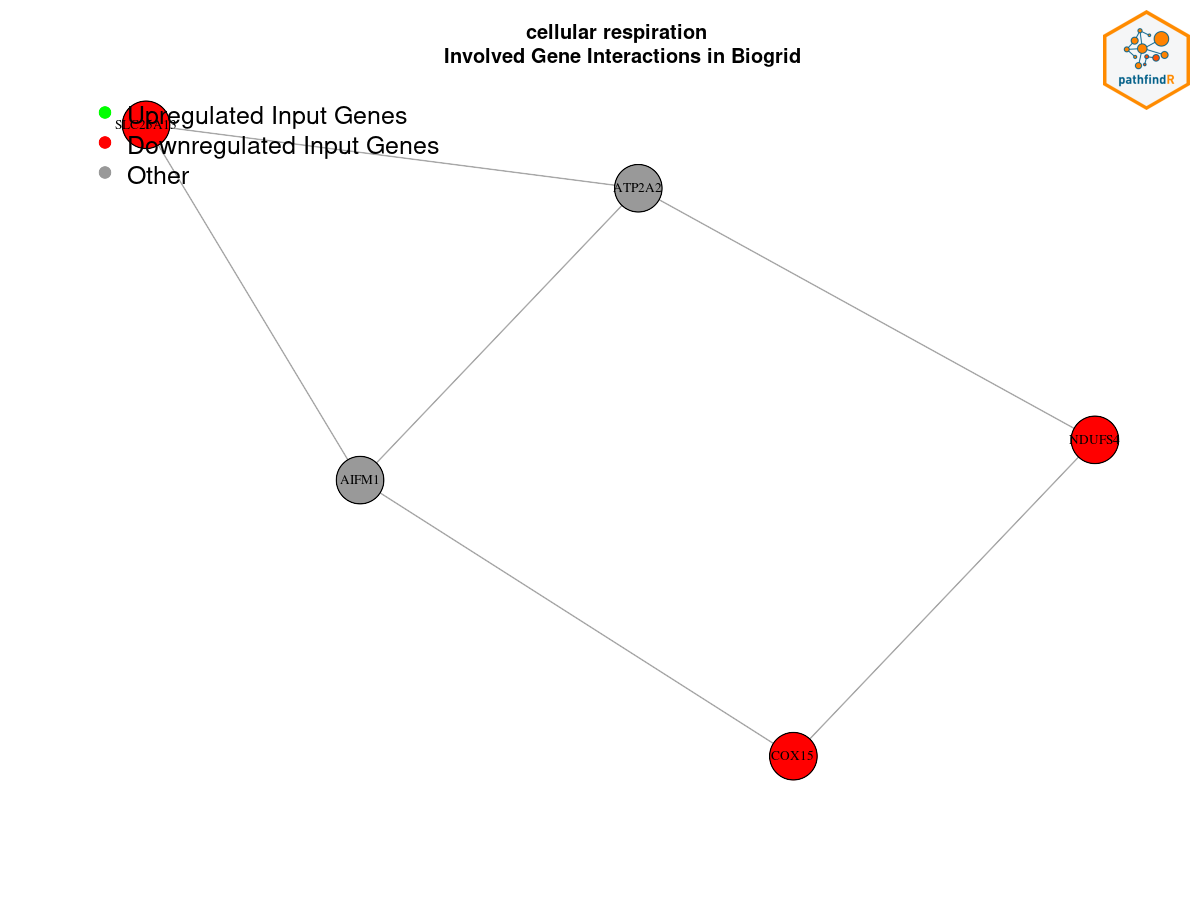 cellular respiration
Involved Gene Interactions in Biogrid
pathfindR
Upregulated Input Genes
SLC25A13
Downregulated Input Genes
Other
ATP2A2
NDUFS4
AIFM1
COX15